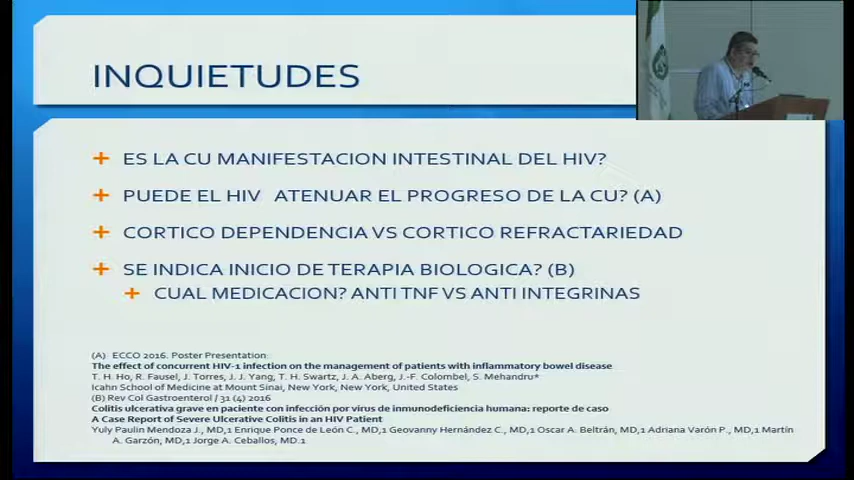 INQUIETUDES
ES LA CU MANIFESTACION INTESTINAL DEL HIV?
PUEDE EL HIV ATENUAR EL PROGRESO DE LA CU? (A)
CORTICO DEPENDENCIA VS CORTICO REFRACTARIEDAD
SE INDICA INICIO DE TERAPIA BIOLOGICA? (B)
CUAL MEDICACION? ANTI TNF VS ANTI INTEGRINAS
(A) ECCO 2016. Poster Presentation
The effect of concurrent HIV-1 infection on the management of patients with inflammatory bowel disease
T. H. Ho, R. Fausel, J. Torres, J. J. Yang, T. H. Swartz, J. A. Aberg, J.-F. Colombel, S. Mehandru*
Icahn School of Medicine at Mount Sinai, New York, New York, United States
(B) Rev Col Gastroenterol / 31 (4) 2016
Colitis ulcerativa grave en paciente con infección por virus de inmunodeficiencia humana: reporte de caso
A Case Report of Severe Ulcerative Colitis in an HIV Patient
Yuly Paulin Mendoza J., MD,1 Enrique Ponce de León C., MD,1 Geovanny Hernández C., MD,1 Oscar A. Beltrán, MD,1 Adriana Varón P., MD,1 Martín
A. Garzón, MD,1 Jorge A. Ceballos, MD.1